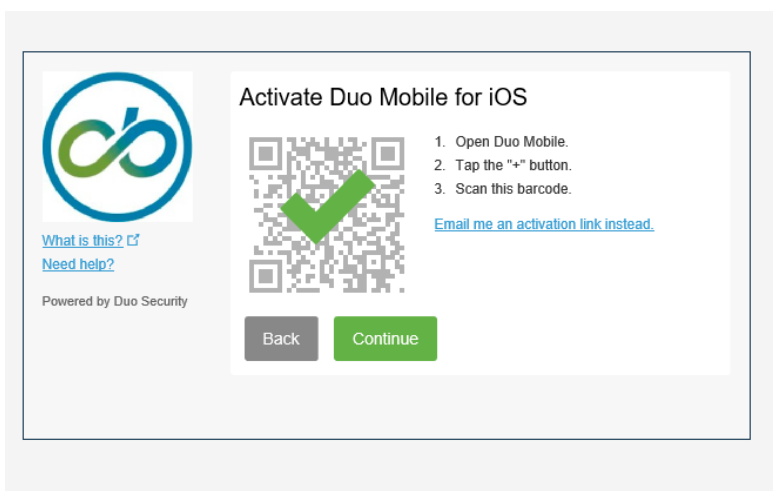 Activate Duo Mobile for iOS
1. Open Duo Mobile.
2. Tap the "+" button.
3. Scan this barcode.
Email me an activation link instead.
What is this?
Need help?
Powered by Duo Security
Back
Continue